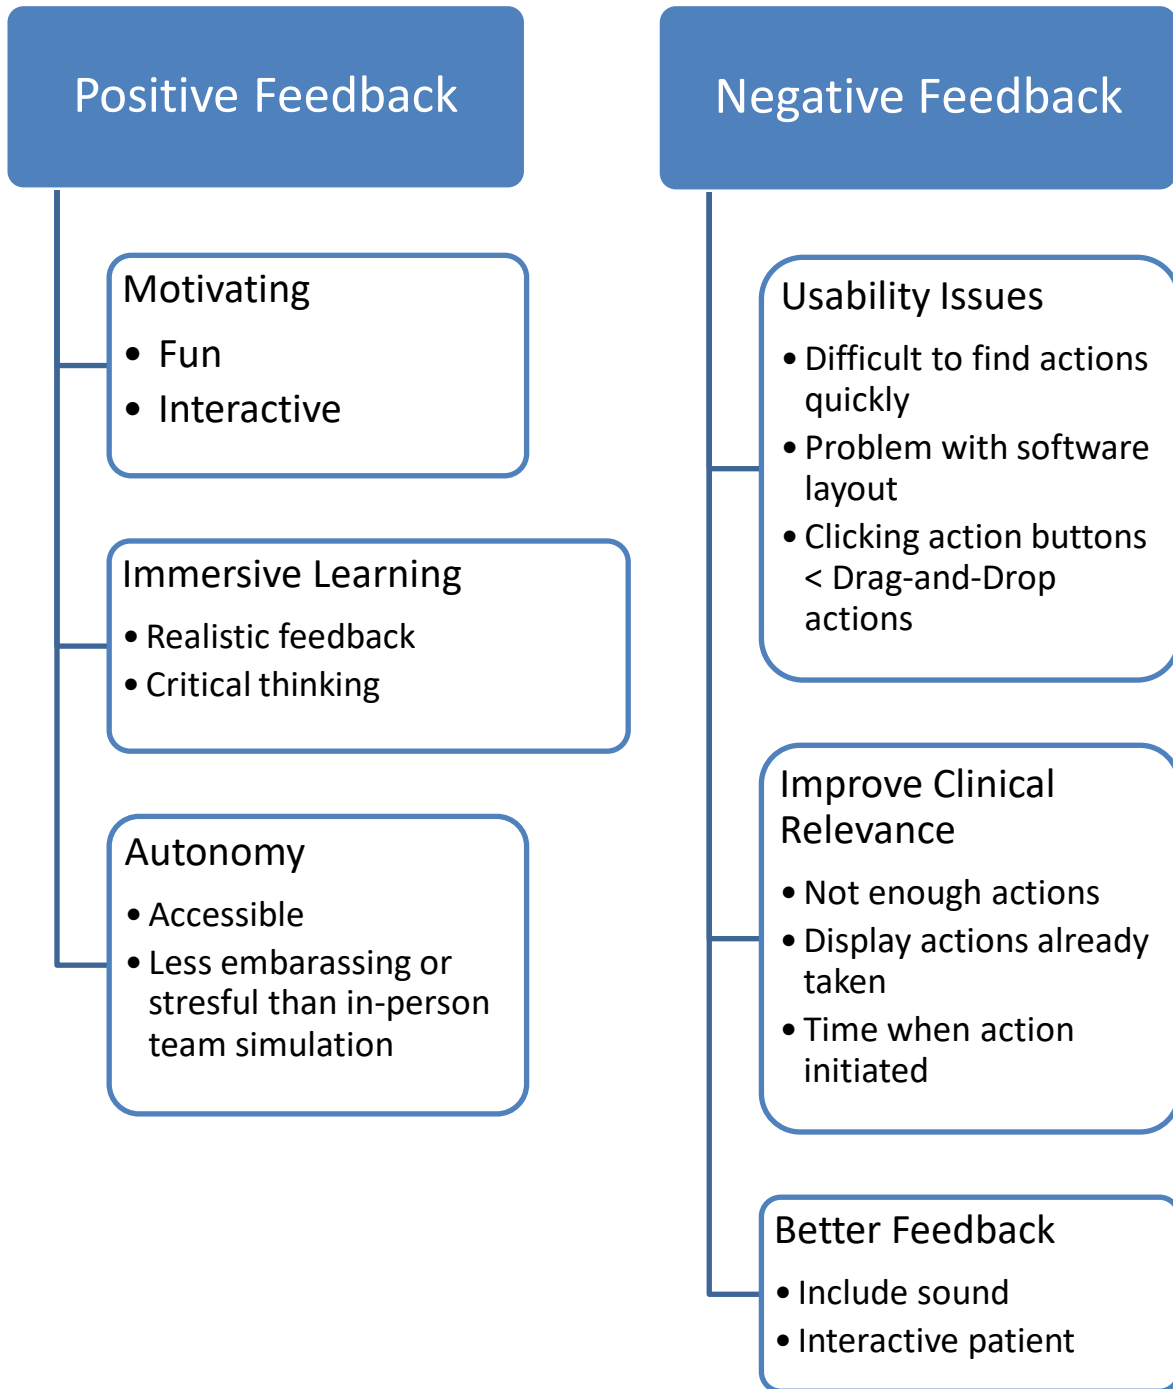 Positive Feedback
Motivating
• Fun
• Interactive
Immersive Learning
• Realistic feedback
• Critical thinking
Autonomy
• Accessible
• Less embarassing or
stresful than in-person
team simulation
Negative Feedback
Usability Issues
• Difficult to find actions
quickly
• Problem with software
layout
• Clicking action buttons
< Drag-and-Drop
actions
Improve Clinical
Relevance
• Not enough actions
• Display actions already
taken
• Time when action
initiated
Better Feedback
• Include sound
• Interactive patient